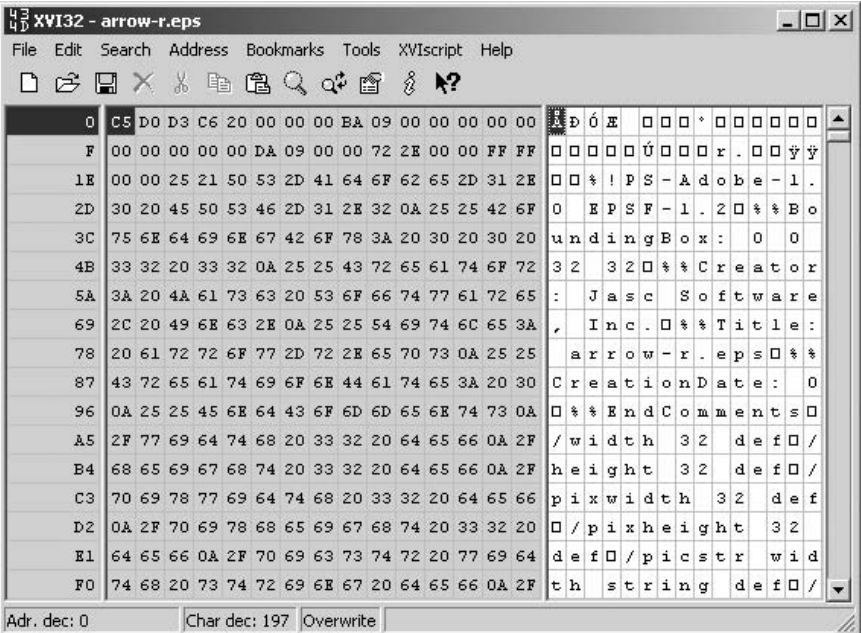 XVI32 - arrow-r.eps
File Edit Search Address Bookmarks Tools XVIscript Help
0 C5 D0 D3 C6 20 00 00 00 BA 09 00 00 00 00 00 Å Ð Ó Æ □ □ □ º □ □ □ □ □ □
F 00 00 00 00 00 DA 09 00 00 72 2E 00 00 FF FF □ □ □ □ □ Ú □ □ □ r . □ □ ÿ ÿ
1E 00 00 25 21 50 53 2D 41 64 6F 62 65 2D 31 2E □ □ % ! P S - A d o b e - 1 .
2D 30 20 45 50 53 46 2D 31 2E 32 0A 25 25 42 6F 0 E P S F - 1 . 2 □ % % B o
3C 75 6E 64 69 6E 67 42 6F 78 3A 20 30 20 30 20 u n d i n g B o x : 0 0
4B 33 32 20 33 32 0A 25 25 43 72 65 61 74 6F 72 3 2 3 2 □ % % C r e a t o r
5A 3A 20 4A 61 73 63 20 53 6F 66 74 77 61 72 65 : J a s c S o f t w a r e
69 2C 20 49 6E 63 2E 0A 25 25 54 69 74 6C 65 3A , I n c . □ % % T i t l e :
78 20 61 72 72 6F 77 2D 72 2E 65 70 73 0A 25 25 a r r o w - r . e p s □ % %
87 43 72 65 61 74 69 6F 6E 44 61 74 65 3A 20 30 C r e a t i o n D a t e : 0
96 0A 25 25 45 6E 64 43 6F 6D 6D 65 6E 74 73 0A □ % % E n d C o m m e n t s □
A5 2F 77 69 64 74 68 20 33 32 20 64 65 66 0A 2F / w i d t h 3 2 d e f □ /
B4 68 65 69 67 68 74 20 33 32 20 64 65 66 0A 2F h e i g h t 3 2 d e f □ /
C3 70 69 78 77 69 64 74 68 20 33 32 20 64 65 66 p i x w i d t h 3 2 d e f
D2 0A 2F 70 69 78 68 65 69 67 68 74 20 33 32 20 □ / p i x h e i g h t 3 2
E1 64 65 66 0A 2F 70 69 63 73 74 72 20 77 69 64 d e f □ / p i c s t r w i d
F0 74 68 20 73 74 72 69 6E 67 20 64 65 66 0A 2F t h s t r i n g d e f □ /
Adr. dec: 0 Char dec: 197 Overwrite